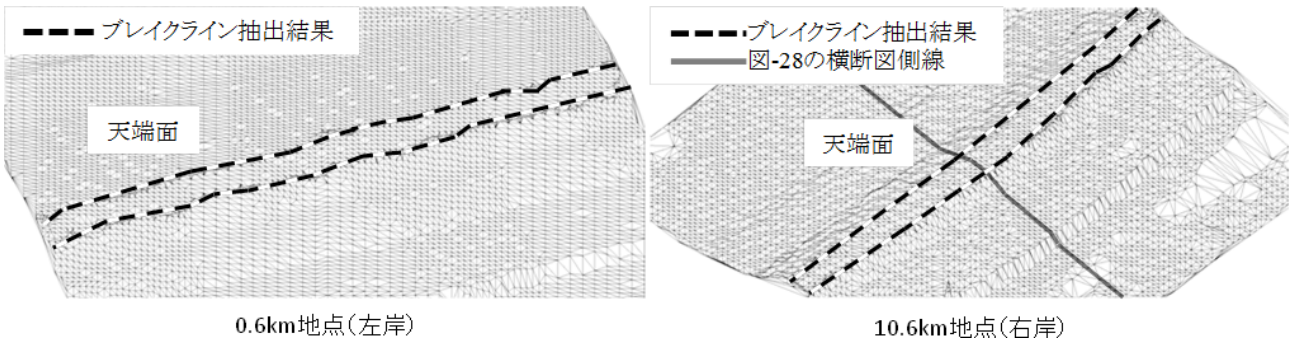 ブレイクライン抽出結果
天端面
0.6km地点(左岸)
ブレイクライン抽出結果
図-28の横断図側線
天端面
10.6km地点(右岸)